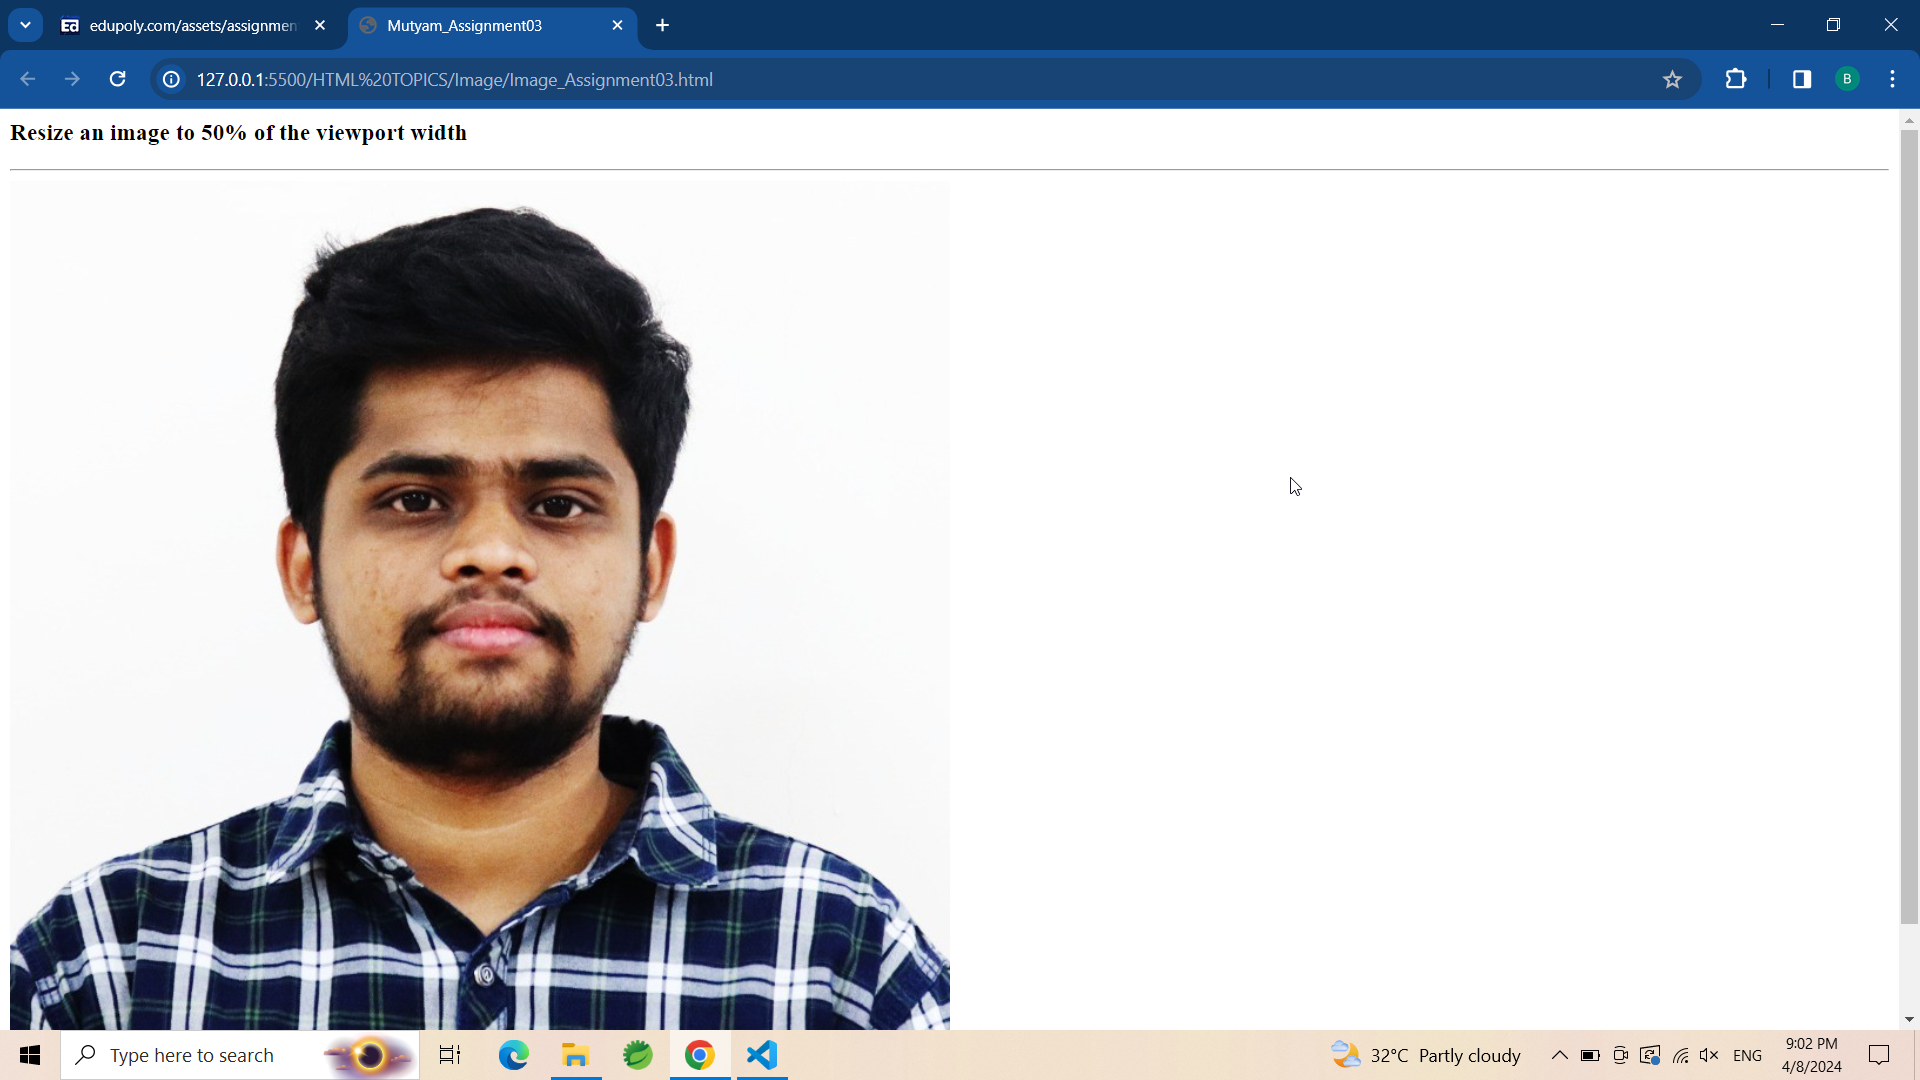 Ed edupoly.com/assets/assignmen
Mutyam_Assignment03
127.0.0.1:5500/HTML%20TOPICS/Image/Image_Assignment03.html
B
Resize an image to 50% of the viewport width
Type here to search
32°C Partly cloudy
ENG
9:02 PM
4/8/2024